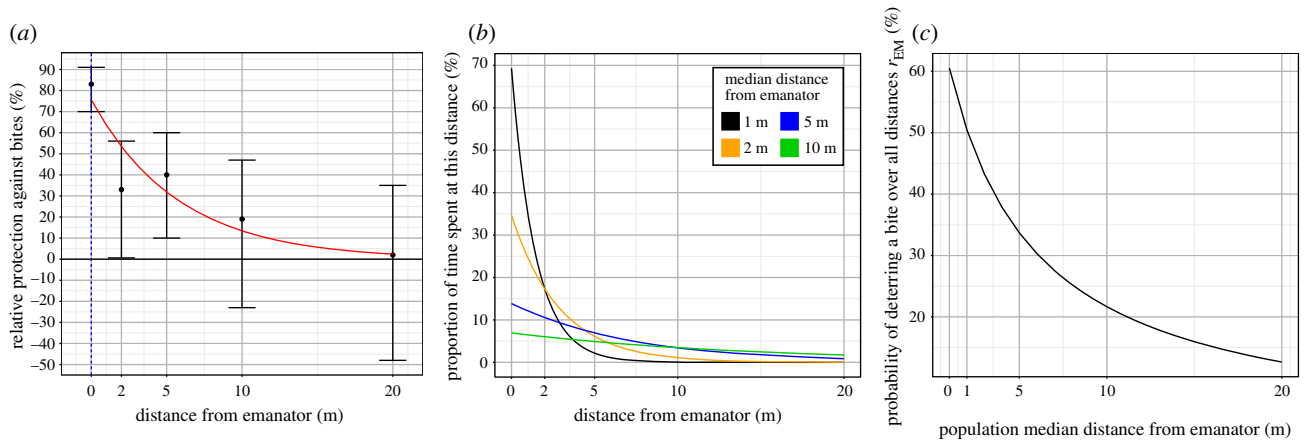 (a)
relative protection against bites (%)
90
80
70
60
50
40
30
20
10
0
–10
–20
–30
–40
–50
0 2 5 10 20
distance from emanator (m)
(b)
proportion of time spent at this distance (%)
70
60
50
40
30
20
10
0
median distance
from emanator
1 m 5 m
2 m 10 m
0 2 5 10 20
distance from emanator (m)
(c)
probability of deterring a bite over all distances rEM (%)
60
50
40
30
20
0 1 5 10 20
population median distance from emanator (m)